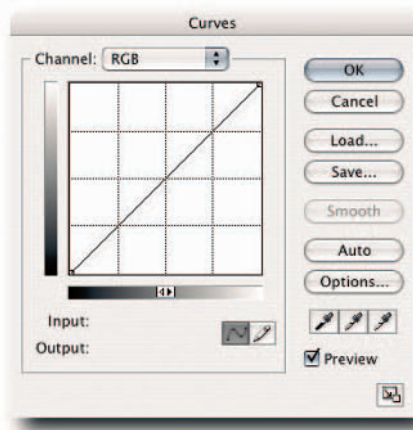 Curves
Channel: RGB
OK
Cancel
Load...
Save...
Smooth
Auto
Options...
Input:
Output:
Preview